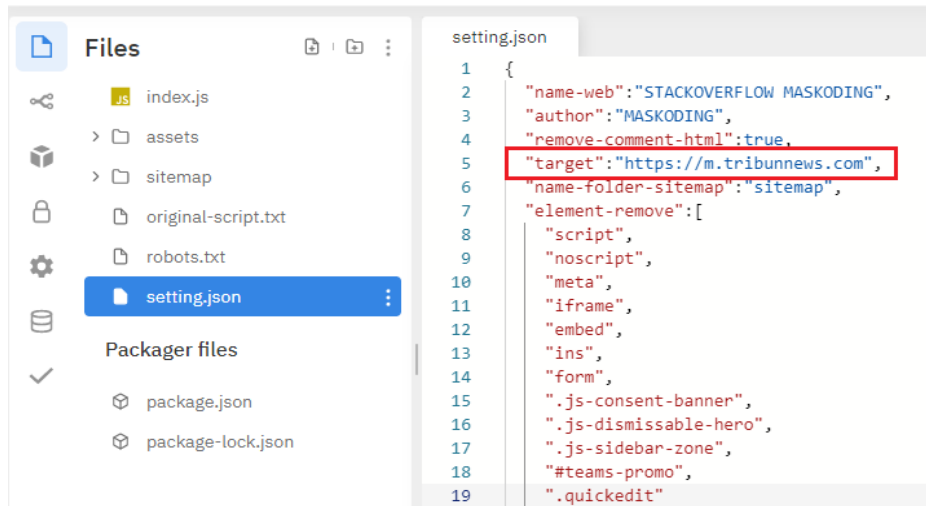 Files
JS index.js
assets
sitemap
original-script.txt
robots.txt
setting.json
Packager files
package.json
package-lock.json
setting.json
1 {
2 "name-web":"STACKOVERFLOW MASKODING",
3 "author":"MASKODING",
4 "remove-comment-html":true,
5 "target":"https://m.tribunnews.com",
6 "name-folder-sitemap":"sitemap",
7 "element-remove":[
8 "script",
9 "noscript",
10 "meta",
11 "iframe",
12 "embed",
13 "ins",
14 "form",
15 ".js-consent-banner",
16 ".js-dismissable-hero",
17 ".js-sidebar-zone",
18 "#teams-promo",
19 ".quickedit"